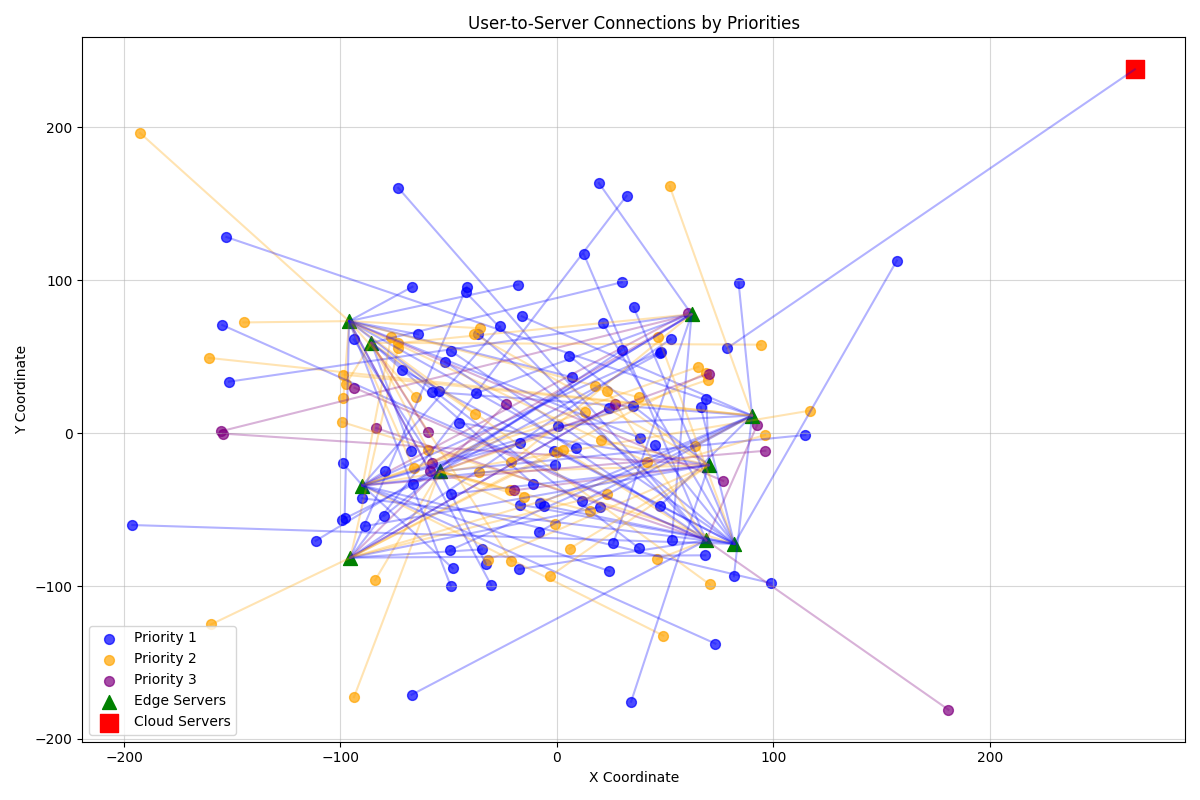 User-to-Server Connections by Priorities
Y Coordinate
200
100
0
−100
−200
Priority 1
Priority 2
Priority 3
Edge Servers
Cloud Servers
−200
−100
0
100
200
X Coordinate